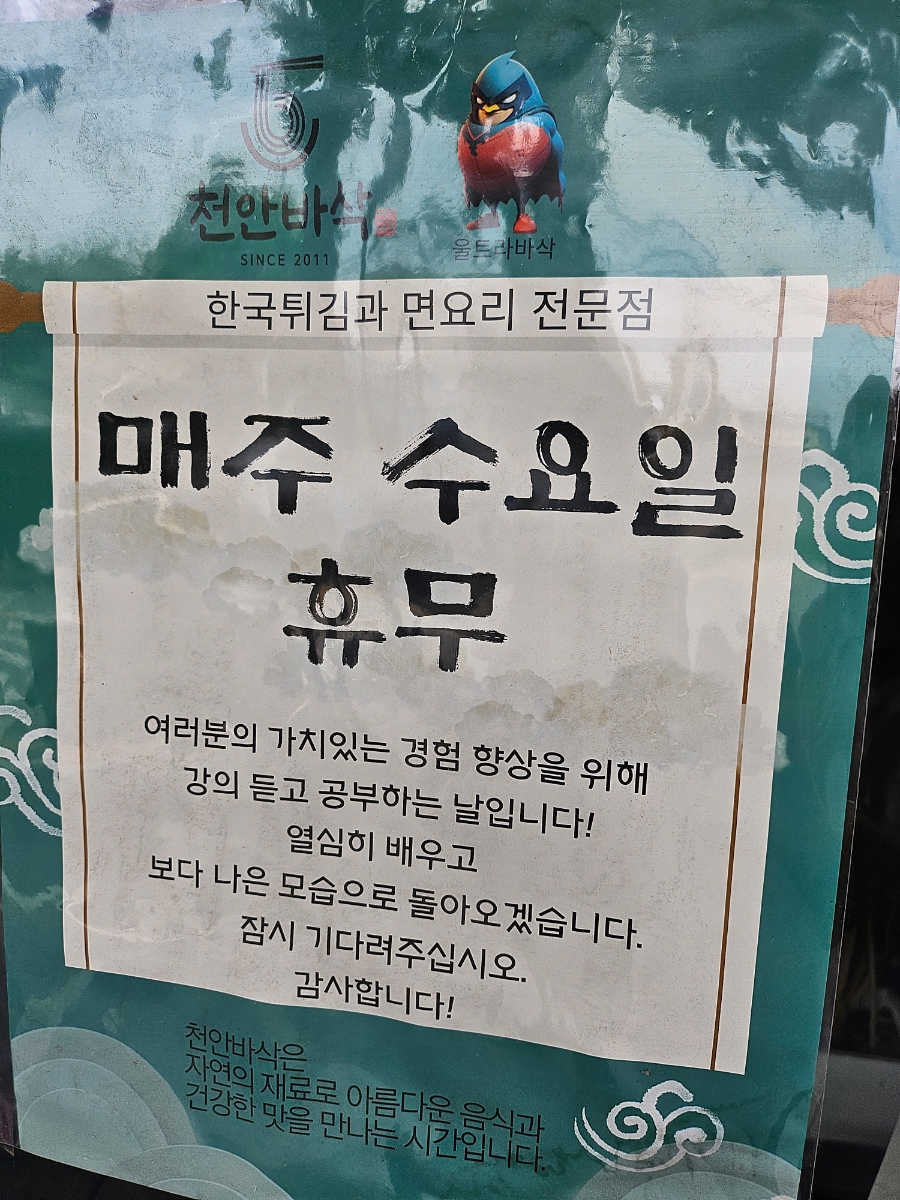 천안바삭
SINCE 2011
울트라바삭
한국튀김과 면요리 전문점
매주 수요일
휴무
여러분의 가치있는 경험 향상을 위해
강의 듣고 공부하는 날입니다!
열심히 배우고
보다 나은 모습으로 돌아오겠습니다.
잠시 기다려주십시오.
감사합니다!
천안바삭은
자연의 재료로 아름다운 음식과
건강한 맛을 만나는 시간입니다.